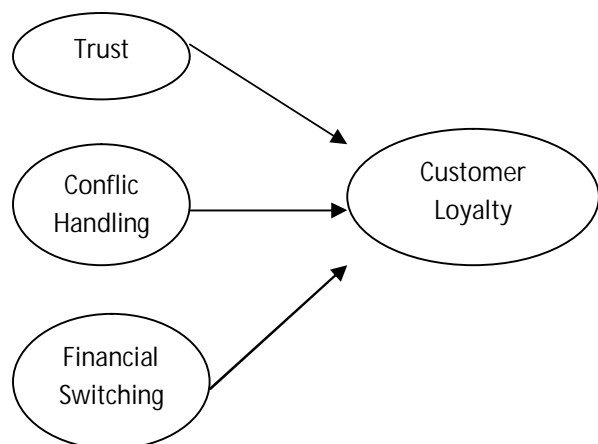 Trust
Conflic
Handling
Customer
Loyalty
Financial
Switching